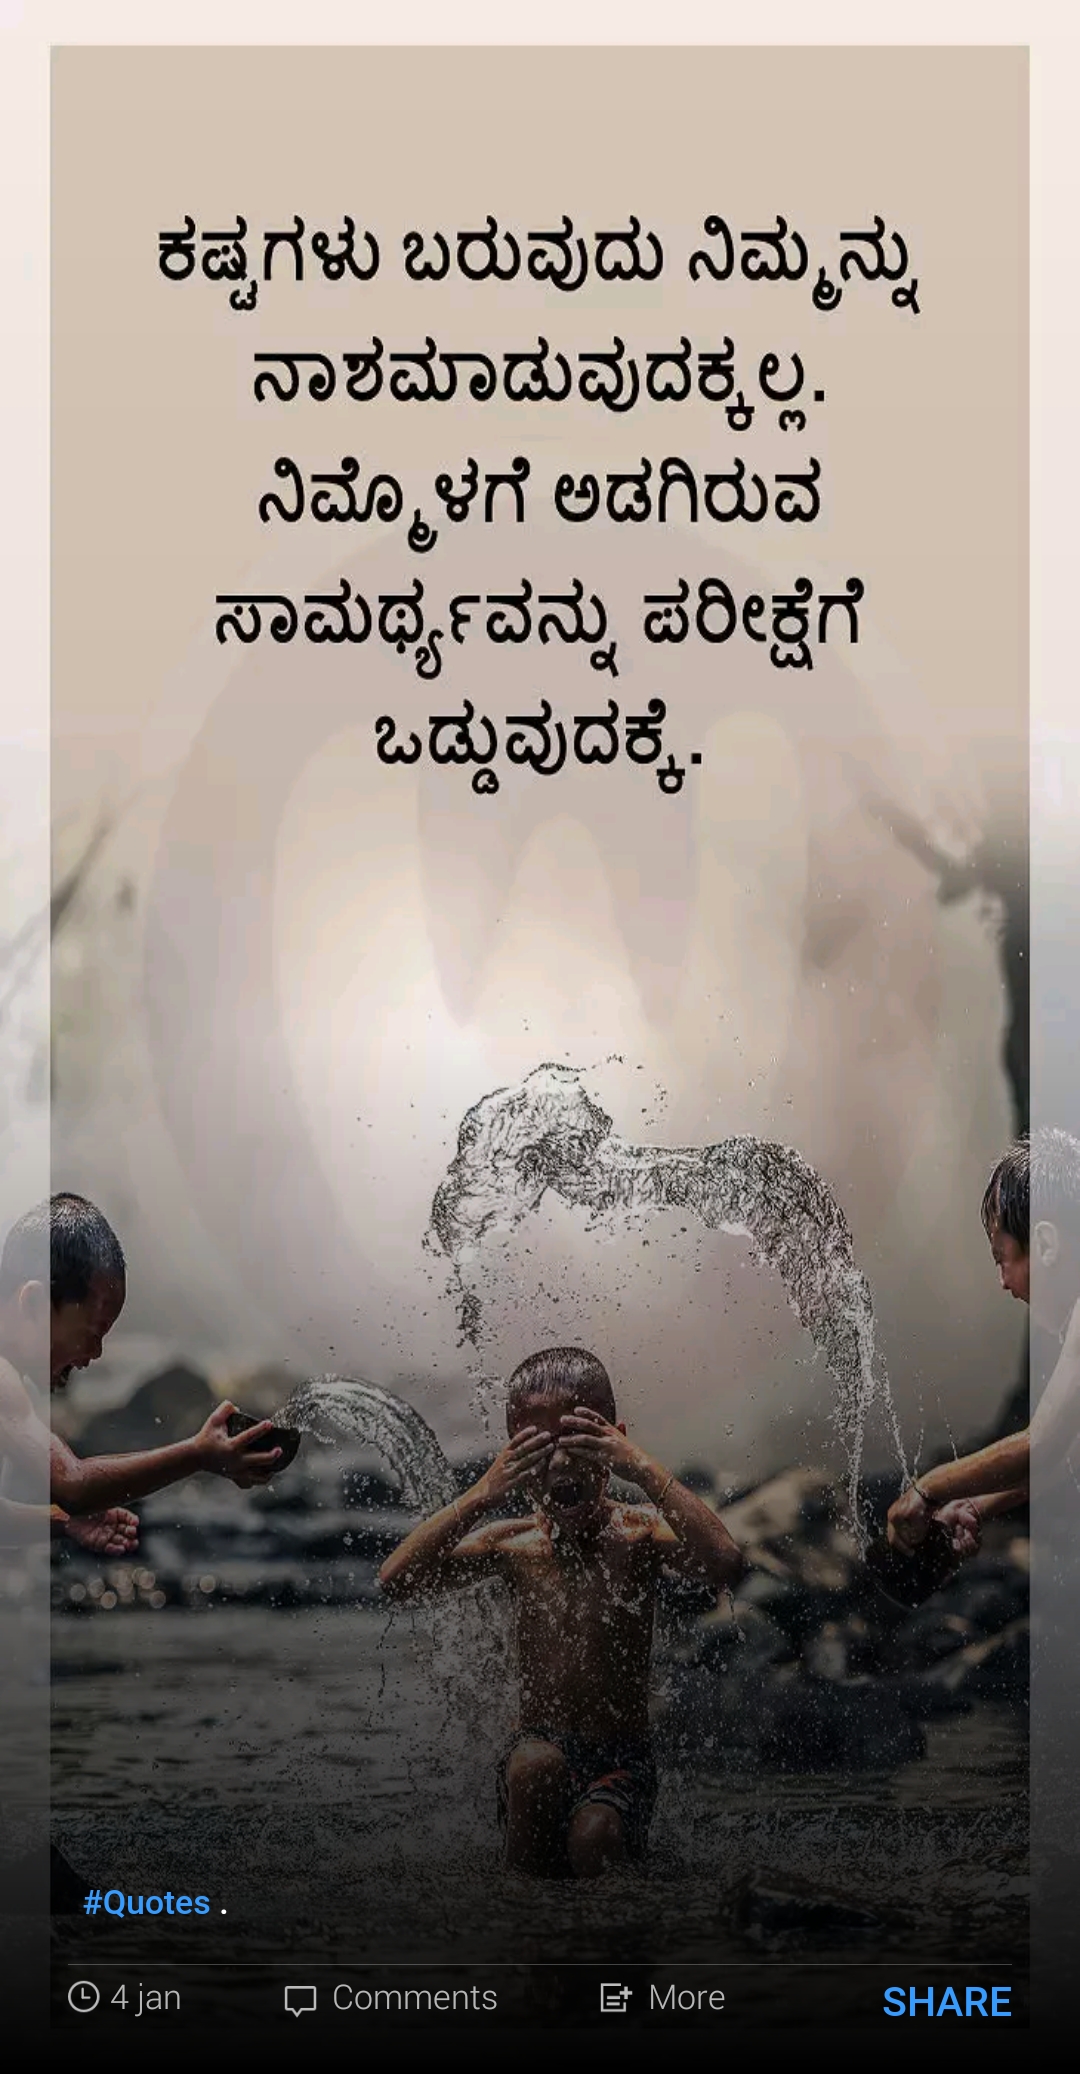 ಕಷ್ಟಗಳು ಬರುವುದು ನಿಮ್ಮನ್ನು
ನಾಶಮಾಡುವುದಕ್ಕಲ್ಲ.
ನಿಮ್ಮೊಳಗೆ ಅಡಗಿರುವ
ಸಾಮರ್ಥ್ಯವನ್ನು ಪರೀಕ್ಷೆಗೆ
ಒಡ್ಡುವುದಕ್ಕೆ.
#Quotes .
4 jan
Comments
More
SHARE